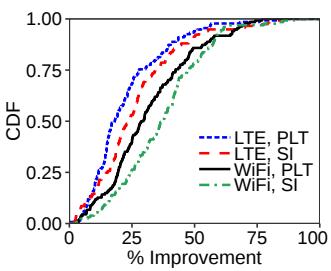 1.00
0.75
0.50
0.25
0.00
CDF
LTE, PLT
LTE, SI
WiFi, PLT
WiFi, SI
0 25 50 75 100
% Improvement